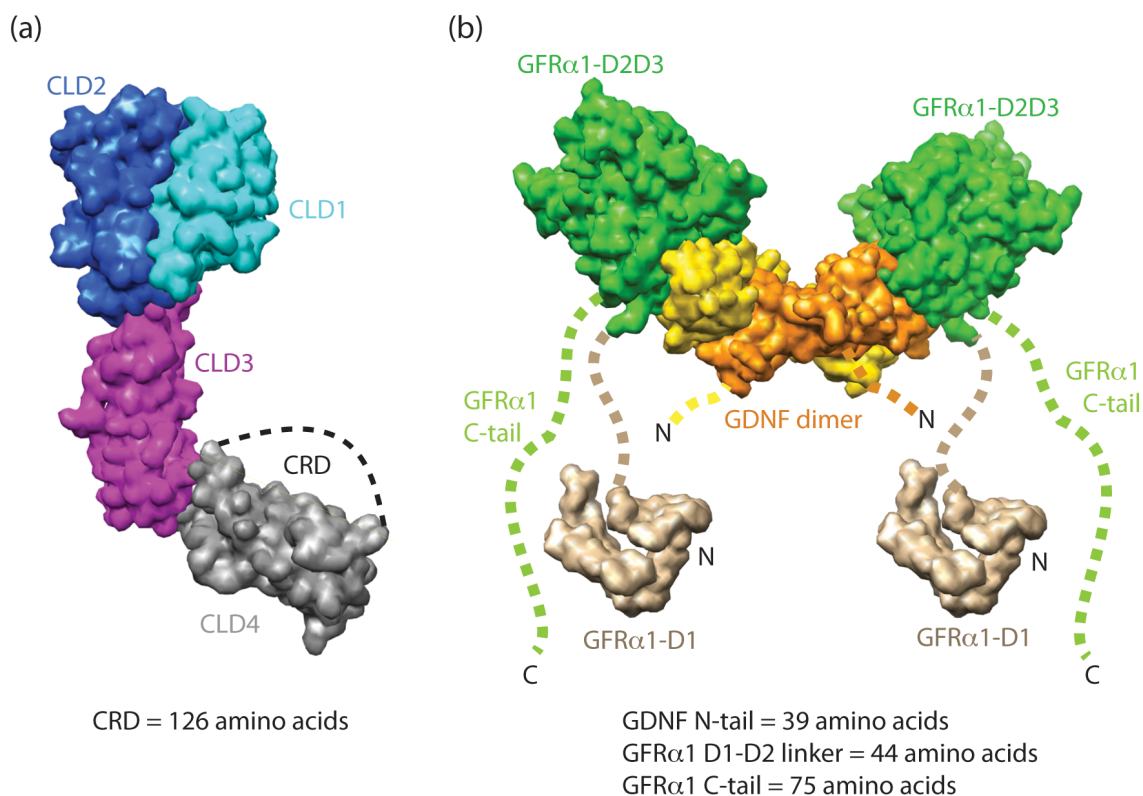 (a)
CLD2
CLD1
CLD3
CRD
CLD4
CRD = 126 amino acids
(b)
GFRα1-D2D3
GFRα1-D2D3
GFRα1
C-tail
N
GDNF dimer
N
GFRα1
C-tail
N
N
GFRα1-D1
GFRα1-D1
C
C
GDNF N-tail = 39 amino acids
GFRα1 D1-D2 linker = 44 amino acids
GFRα1 C-tail = 75 amino acids